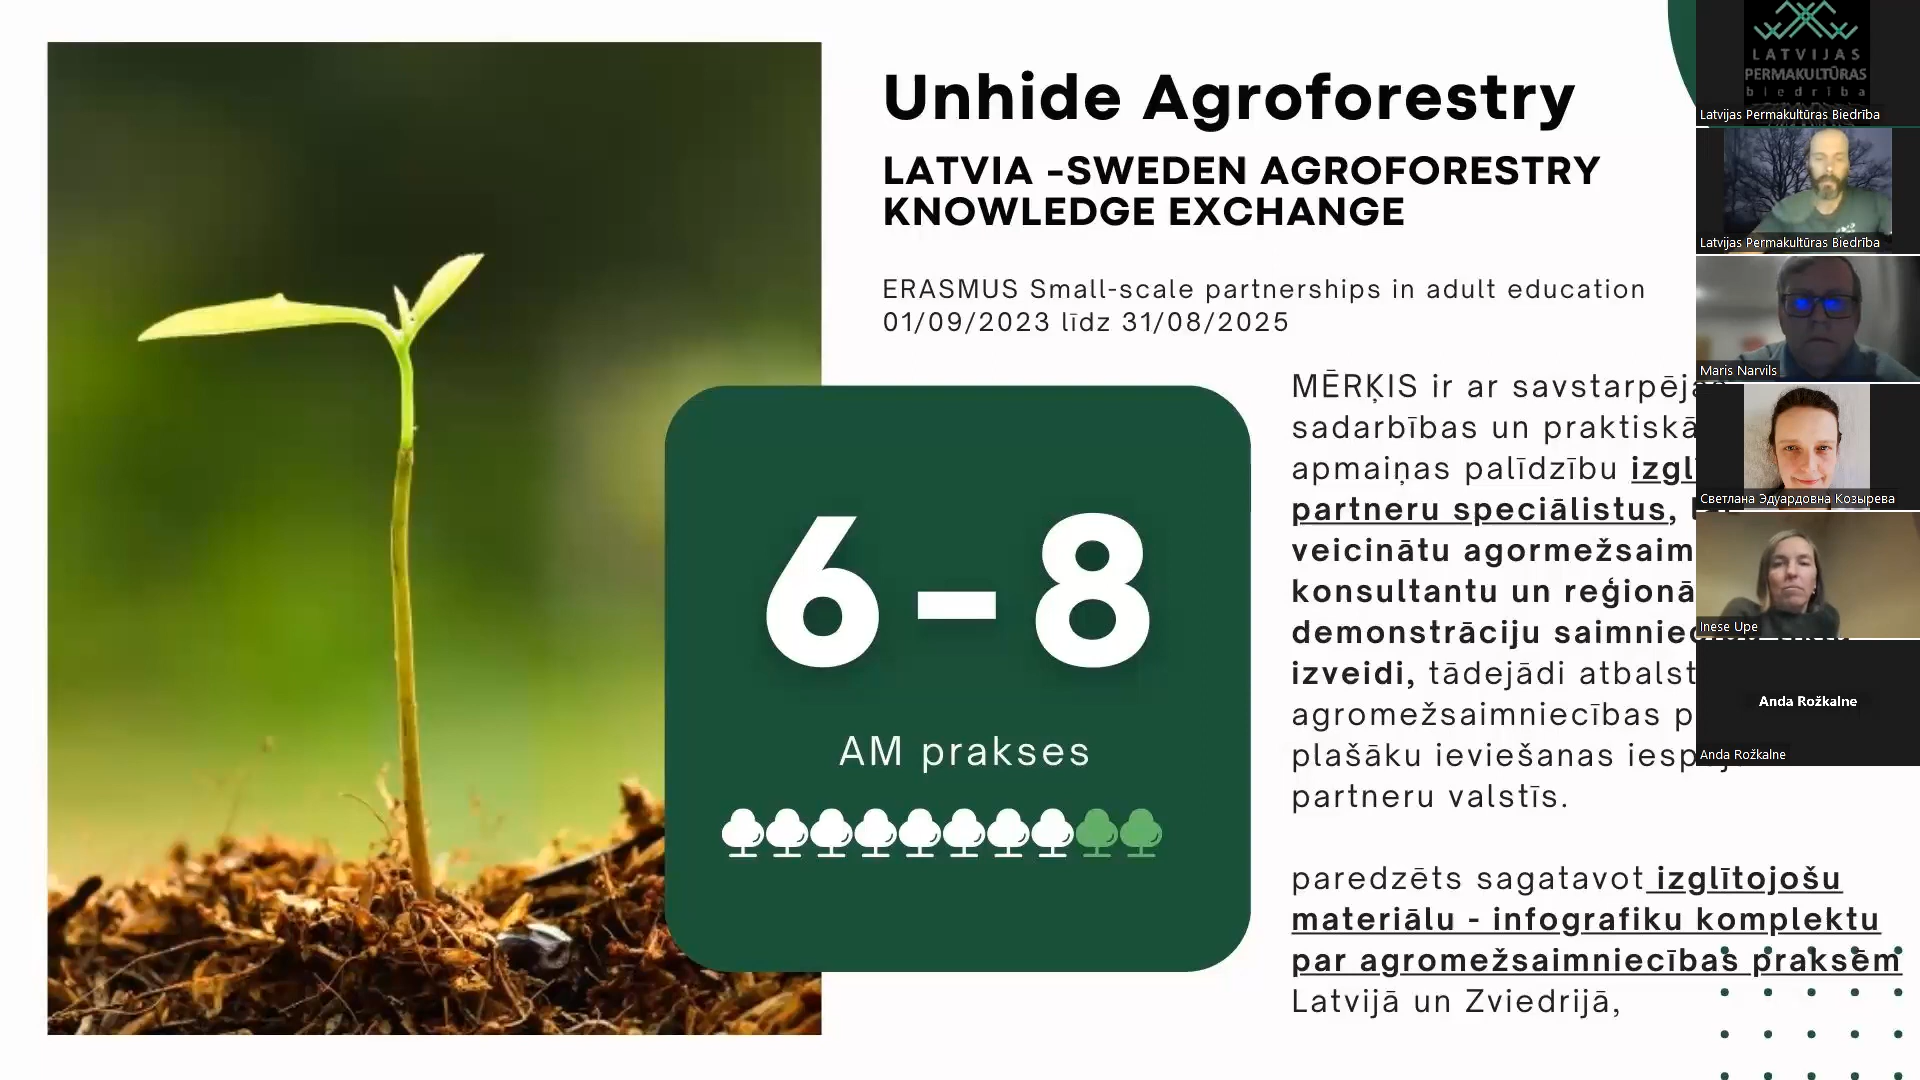 Unhide Agroforestry
LATVIA -SWEDEN AGROFORESTRY
KNOWLEDGE EXCHANGE
ERASMUS Small-scale partnerships in adult education
01/09/2023 līdz 31/08/2025
6-8
AM prakses
MĒRĶIS ir ar
sadarbības un
apmaiņas palīdzību
partneru speciālistus,
veicinātu
konsultantu un
demonstrāciju
izveidi, tādejādi
agromežsaimniecības
plašāku ieviešanas
partneru valstīs.
paredzēts sagatavot izglītojošu
materiālu - infografiku komplektu
par agromežsaimniecības praksēm
Latvijā un Zviedrijā,
LATVIJAS
PERMAKULTŪRAS
biedrība
Latvijas Permakultūras Biedrība
Latvijas Permakultūras Biedrība
Maris Narvils
Светлана Эдуардовна Козырева
Inese Upe
Anda Rožkalne
Anda Rožkalne